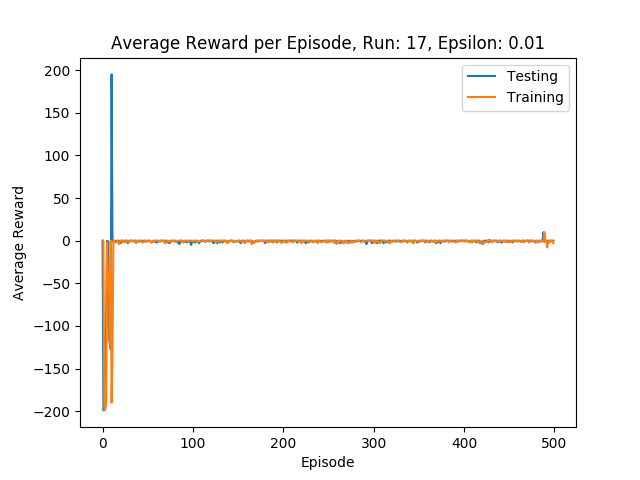 Average Reward per Episode, Run: 17, Epsilon: 0.01
Testing
Training
Average Reward
200
150
100
50
0
−50
−100
−150
−200
0 100 200 300 400 500
Episode